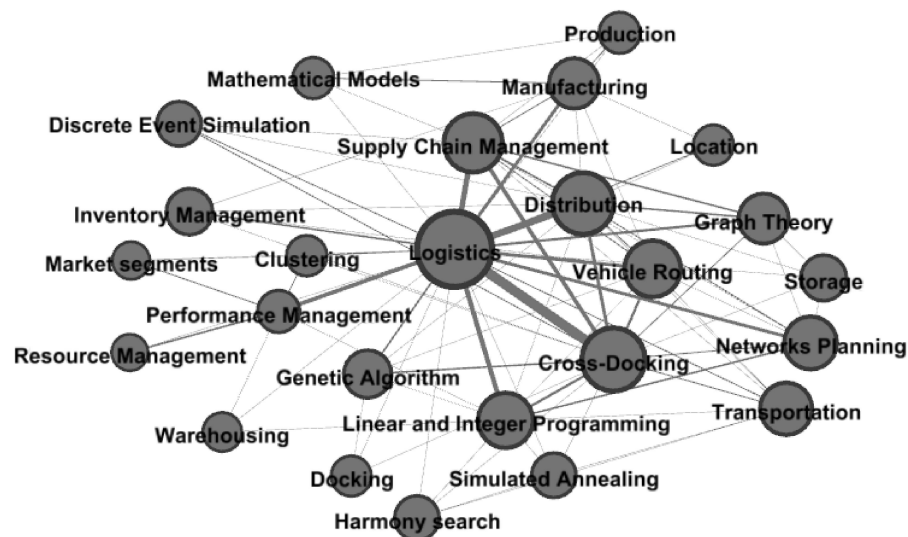 Production
Mathematical Models
Manufacturing
Discrete Event Simulation
Supply Chain Management
Location
Inventory Management
Distribution
Graph Theory
Market segments
Clustering
Logistics
Vehicle Routing
Storage
Performance Management
Resource Management
Genetic Algorithm
Cross-Docking
Networks Planning
Warehousing
Linear and Integer Programming
Transportation
Docking
Simulated Annealing
Harmony search